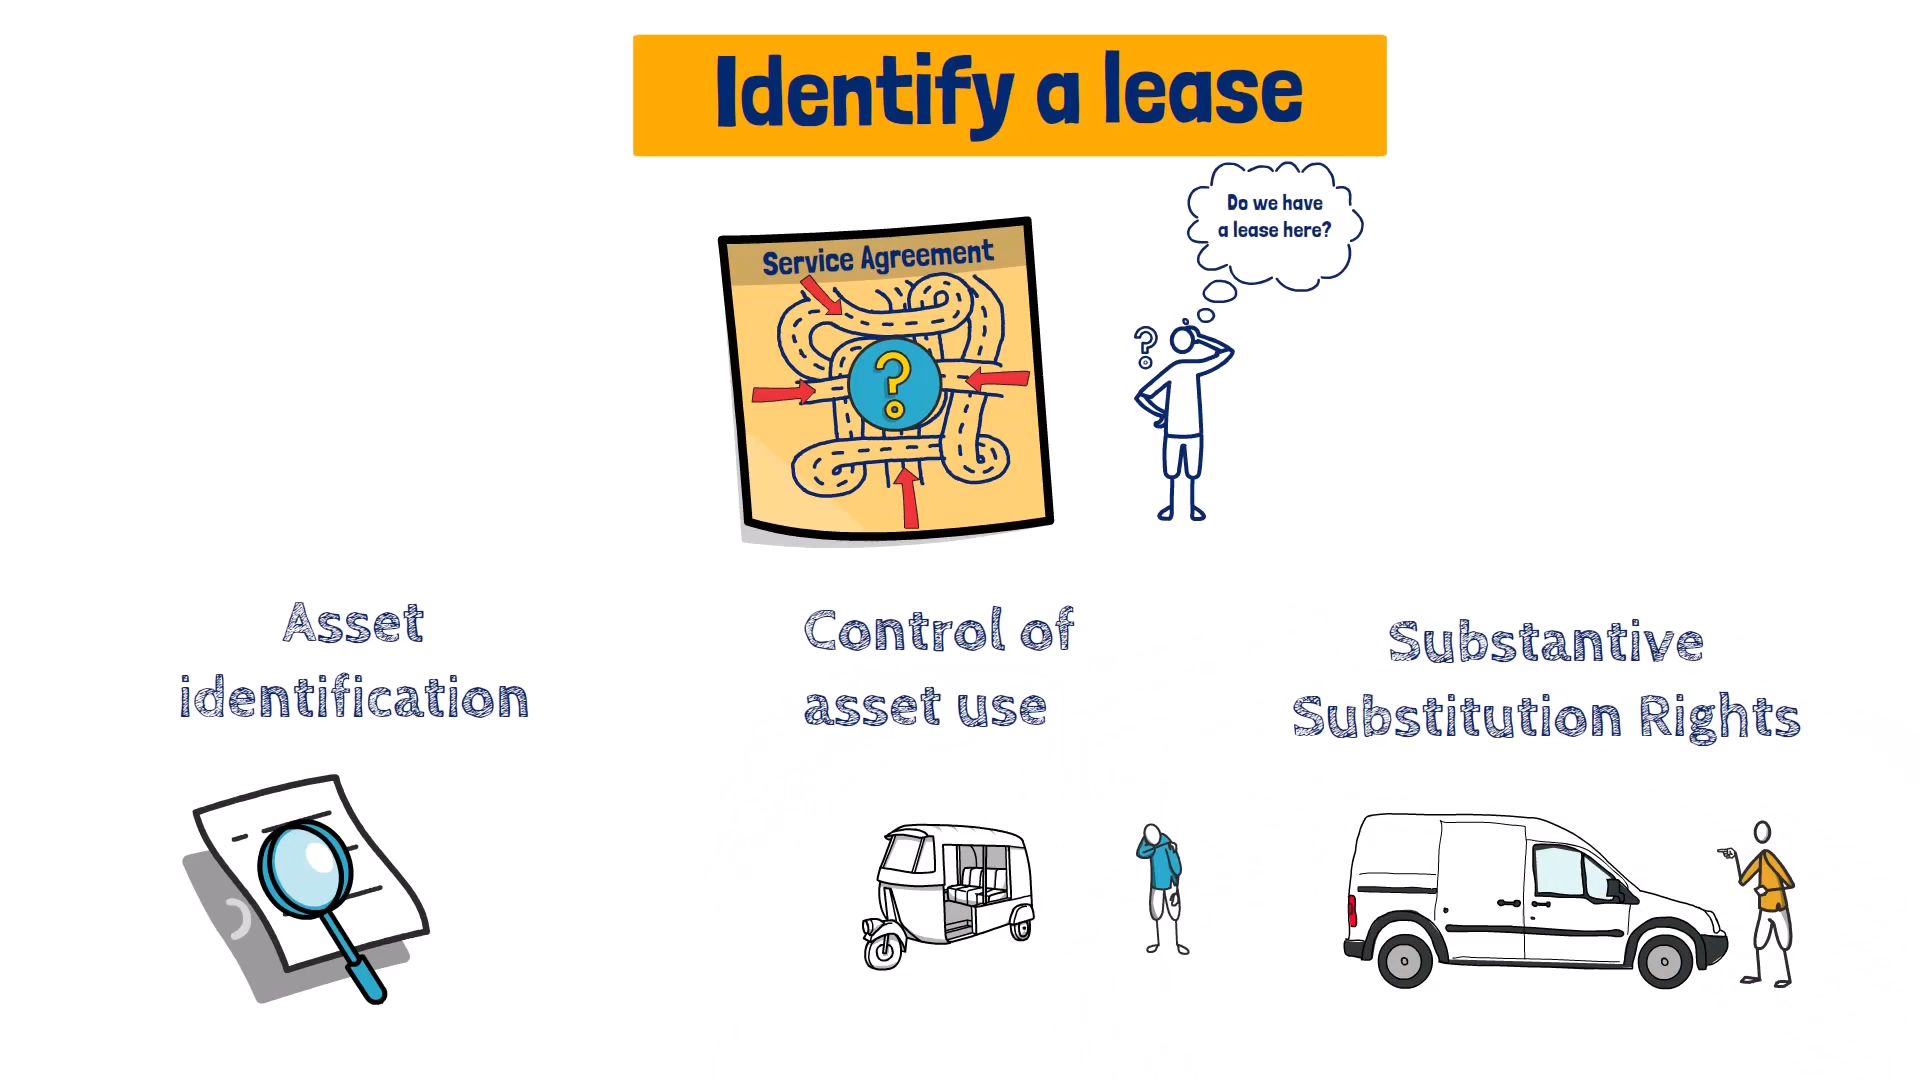 Identify a lease
Do we have
a lease here?
Service Agreement
?
?
Asset
identification
Control of
asset use
Substantive
Substitution Rights